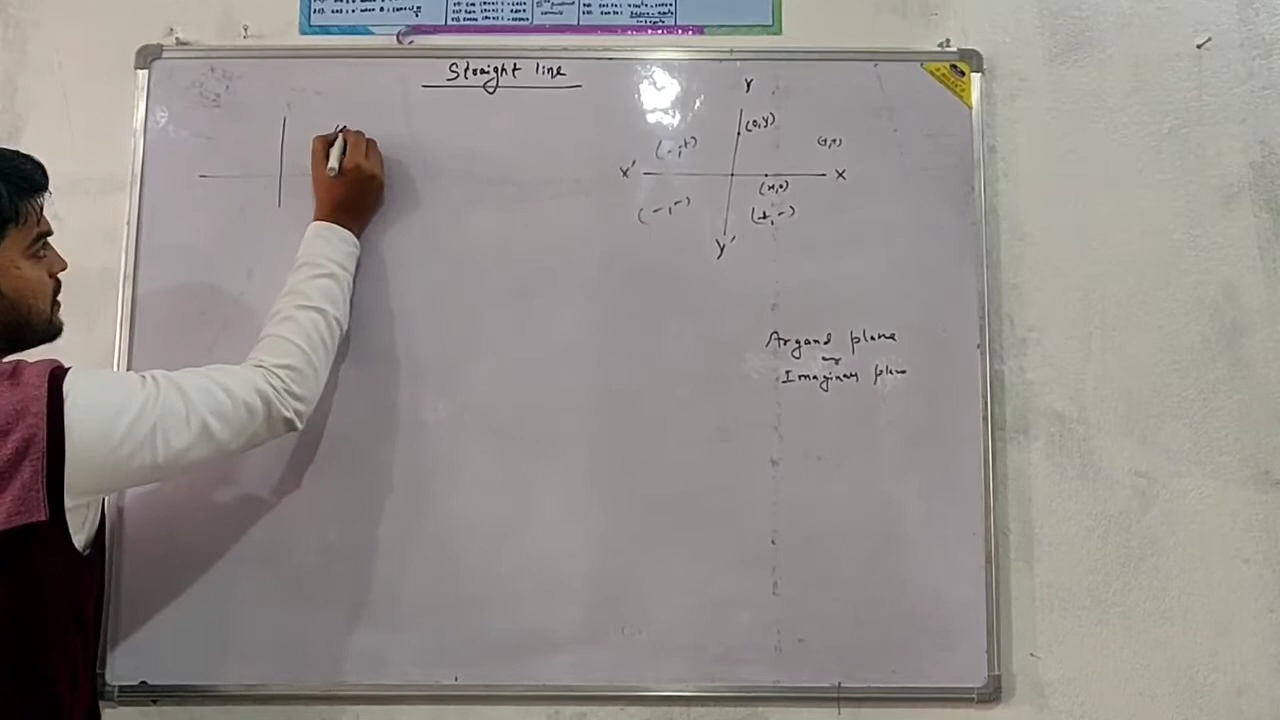 Straight line
Y
(0,y)
(-,+)
(+,+)
X'
X
(x,0)
(-,-)
(+,-)
Y'
Argand plane
or
Imaginary plane